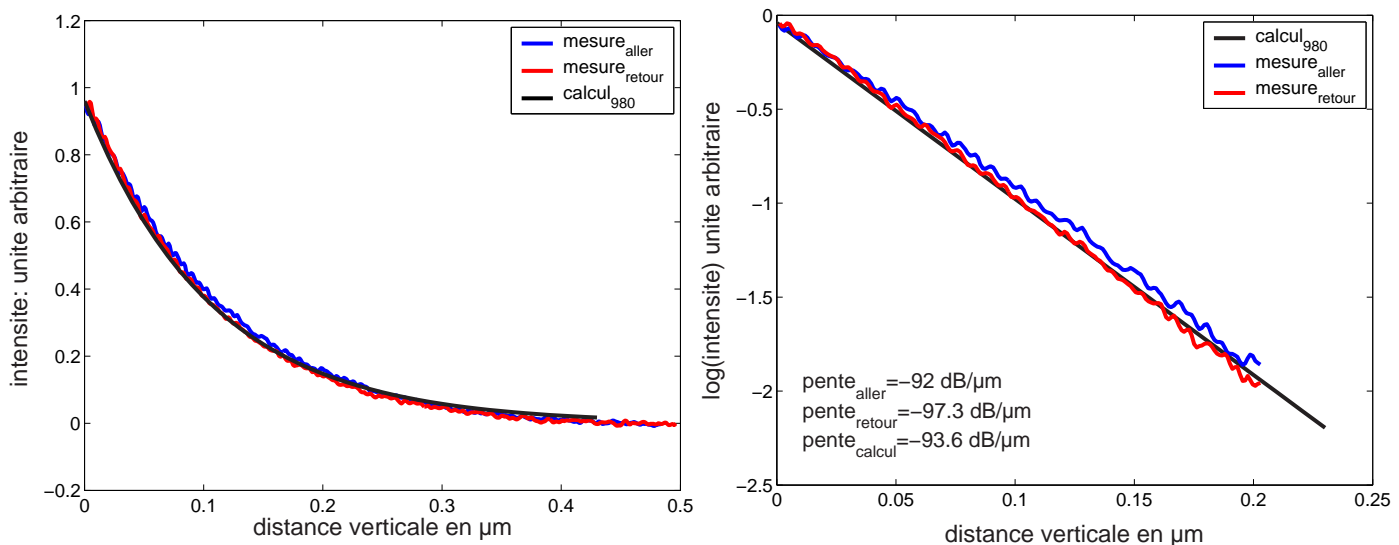 1.2
1
0.8
0.6
0.4
0.2
0
−0.2
0
0.1
0.2
0.3
0.4
0.5
intensite: unite arbitraire
distance verticale en µm
mesure_aller
mesure_retour
calcul_980
0
−0.5
−1
−1.5
−2
−2.5
0
0.05
0.1
0.15
0.2
0.25
log(intensite) unite arbitraire
distance verticale en µm
calcul_980
mesure_aller
mesure_retour
pente_aller=−92 dB/µm
pente_retour=−97.3 dB/µm
pente_calcul=−93.6 dB/µm